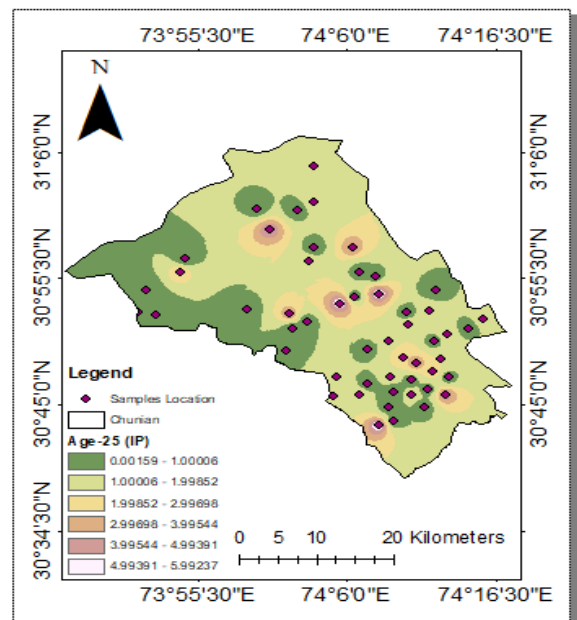 73°55'30"E 74°6'0"E 74°16'30"E
N
31°6'0"N 31°6'0"N
30°55'30"N 30°55'30"N
30°45'0"N 30°45'0"N
30°34'30"N 30°34'30"N
Legend
Samples Location
Chunian
Age-25 (IP)
0.00159 - 1.00006
1.00006 - 1.99852
1.99852 - 2.99698
2.99698 - 3.99544
3.99544 - 4.99391
4.99391 - 5.99237
0 5 10 20 Kilometers
73°55'30"E 74°6'0"E 74°16'30"E